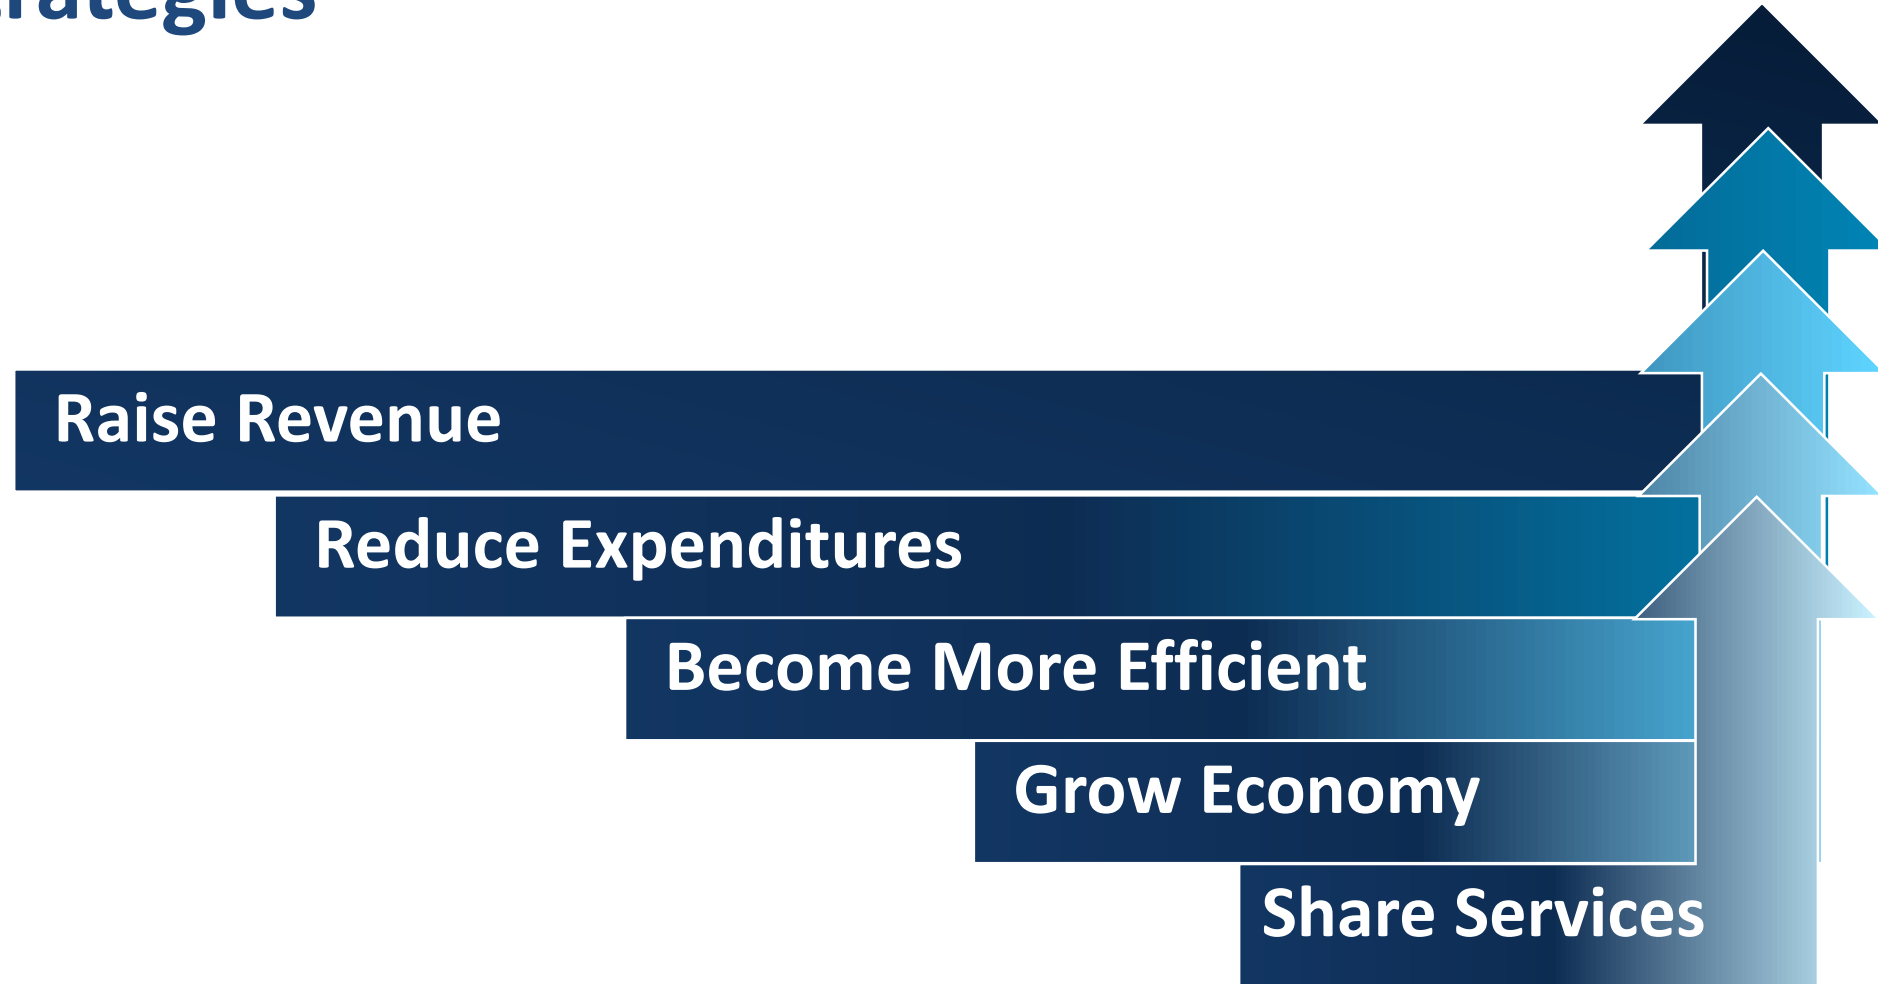 Raise Revenue
Reduce Expenditures
Become More Efficient
Grow Economy
Share Services